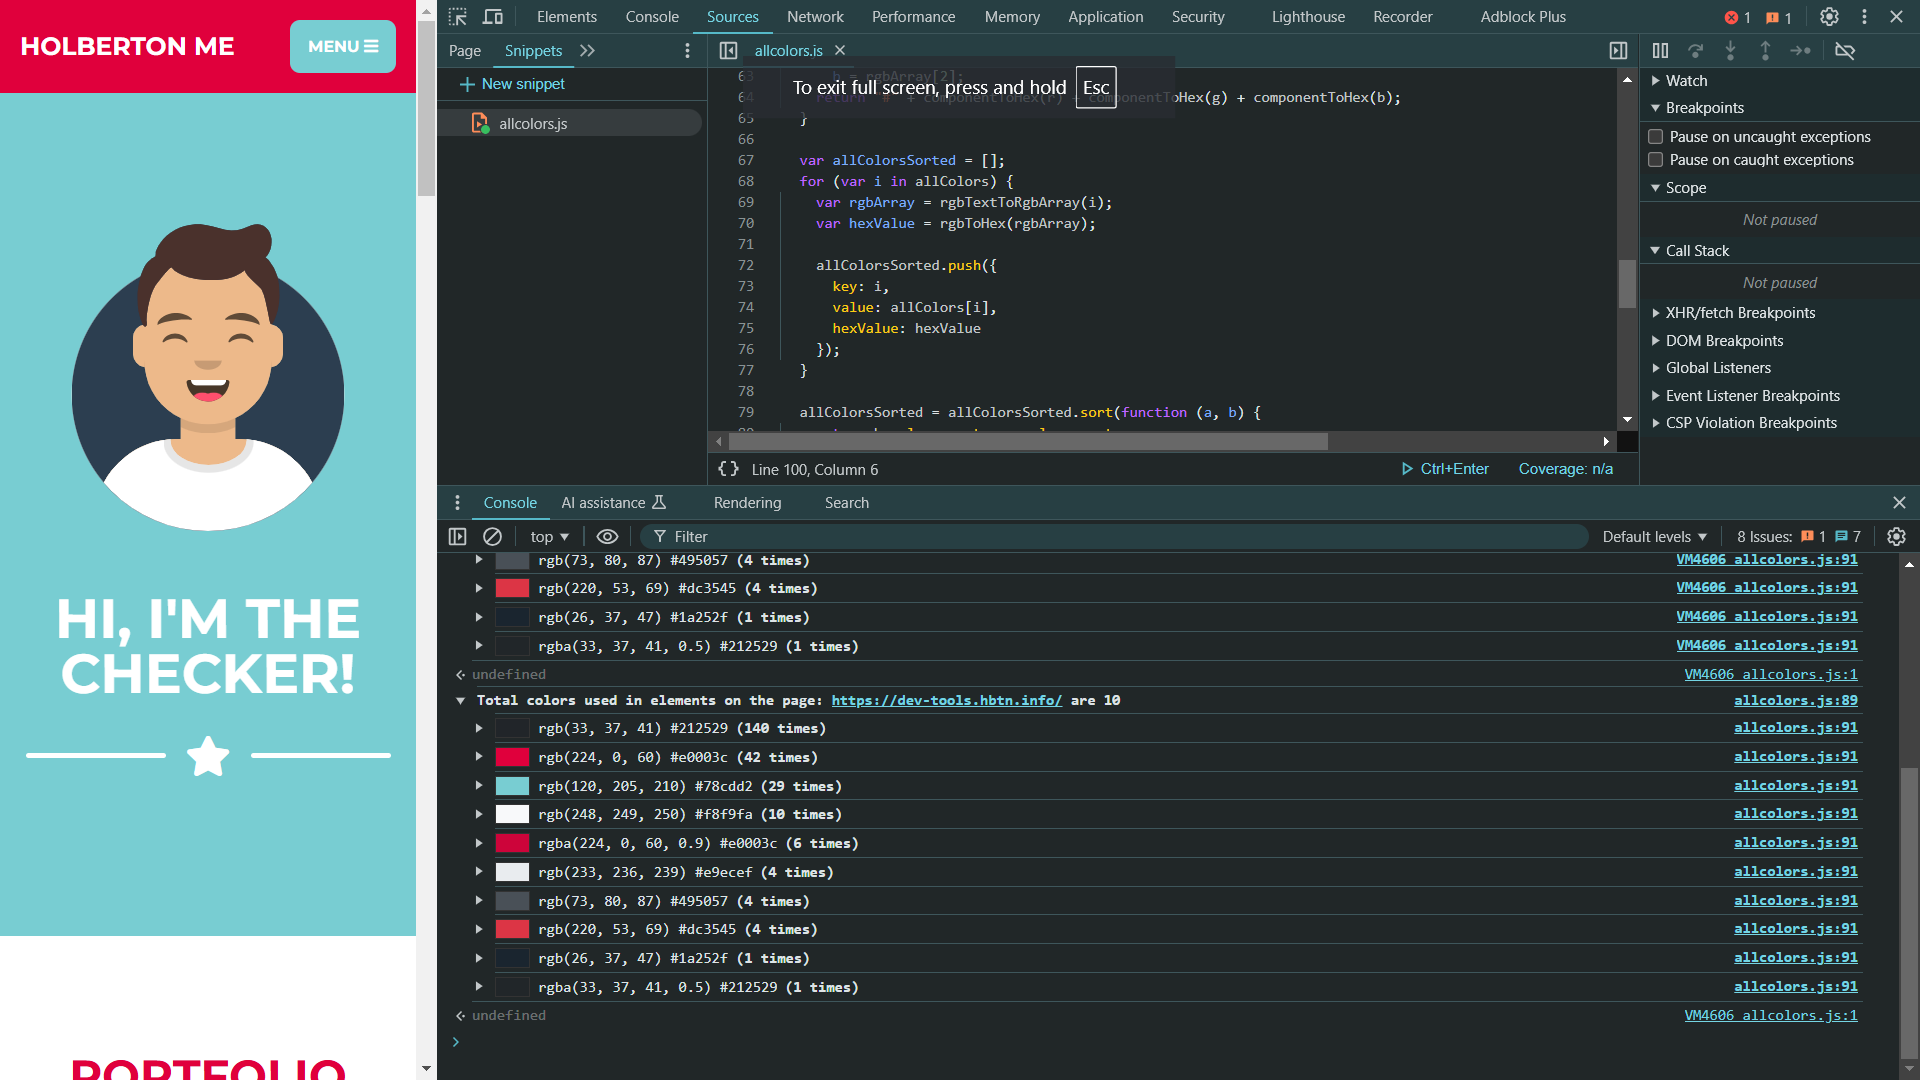 HOLBERTON ME
MENU
HI, I'M THE
CHECKER!
PORTFOLIO
Elements Console Sources Network Performance Memory Application Security Lighthouse Recorder Adblock Plus 1 1
Page Snippets
New snippet
allcolors.js
allcolors.js
To exit full screen, press and hold Esc
63 b = rgbArray[2];
64 return "#" + componentToHex(r) + componentToHex(g) + componentToHex(b);
65 }
66
67 var allColorsSorted = [];
68 for (var i in allColors) {
69 var rgbArray = rgbTextToRgbArray(i);
70 var hexValue = rgbToHex(rgbArray);
71
72 allColorsSorted.push({
73 key: i,
74 value: allColors[i],
75 hexValue: hexValue
76 });
77 }
78
79 allColorsSorted = allColorsSorted.sort(function (a, b) {
{} Line 100, Column 6 Ctrl+Enter Coverage: n/a
Watch
Breakpoints
Pause on uncaught exceptions
Pause on caught exceptions
Scope
Not paused
Call Stack
Not paused
XHR/fetch Breakpoints
DOM Breakpoints
Global Listeners
Event Listener Breakpoints
CSP Violation Breakpoints
Console AI assistance Rendering Search
top Filter Default levels 8 Issues: 1 7
rgb(73, 80, 87) #495057 (4 times) VM4606 allcolors.js:91
rgb(220, 53, 69) #dc3545 (4 times) VM4606 allcolors.js:91
rgb(26, 37, 47) #1a252f (1 times) VM4606 allcolors.js:91
rgba(33, 37, 41, 0.5) #212529 (1 times) VM4606 allcolors.js:91
undefined VM4606 allcolors.js:1
Total colors used in elements on the page: https://dev-tools.hbtn.info/ are 10 allcolors.js:89
rgb(33, 37, 41) #212529 (140 times) allcolors.js:91
rgb(224, 0, 60) #e0003c (42 times) allcolors.js:91
rgb(120, 205, 210) #78cdd2 (29 times) allcolors.js:91
rgb(248, 249, 250) #f8f9fa (10 times) allcolors.js:91
rgba(224, 0, 60, 0.9) #e0003c (6 times) allcolors.js:91
rgb(233, 236, 239) #e9ecef (4 times) allcolors.js:91
rgb(73, 80, 87) #495057 (4 times) allcolors.js:91
rgb(220, 53, 69) #dc3545 (4 times) allcolors.js:91
rgb(26, 37, 47) #1a252f (1 times) allcolors.js:91
rgba(33, 37, 41, 0.5) #212529 (1 times) allcolors.js:91
undefined VM4606 allcolors.js:1